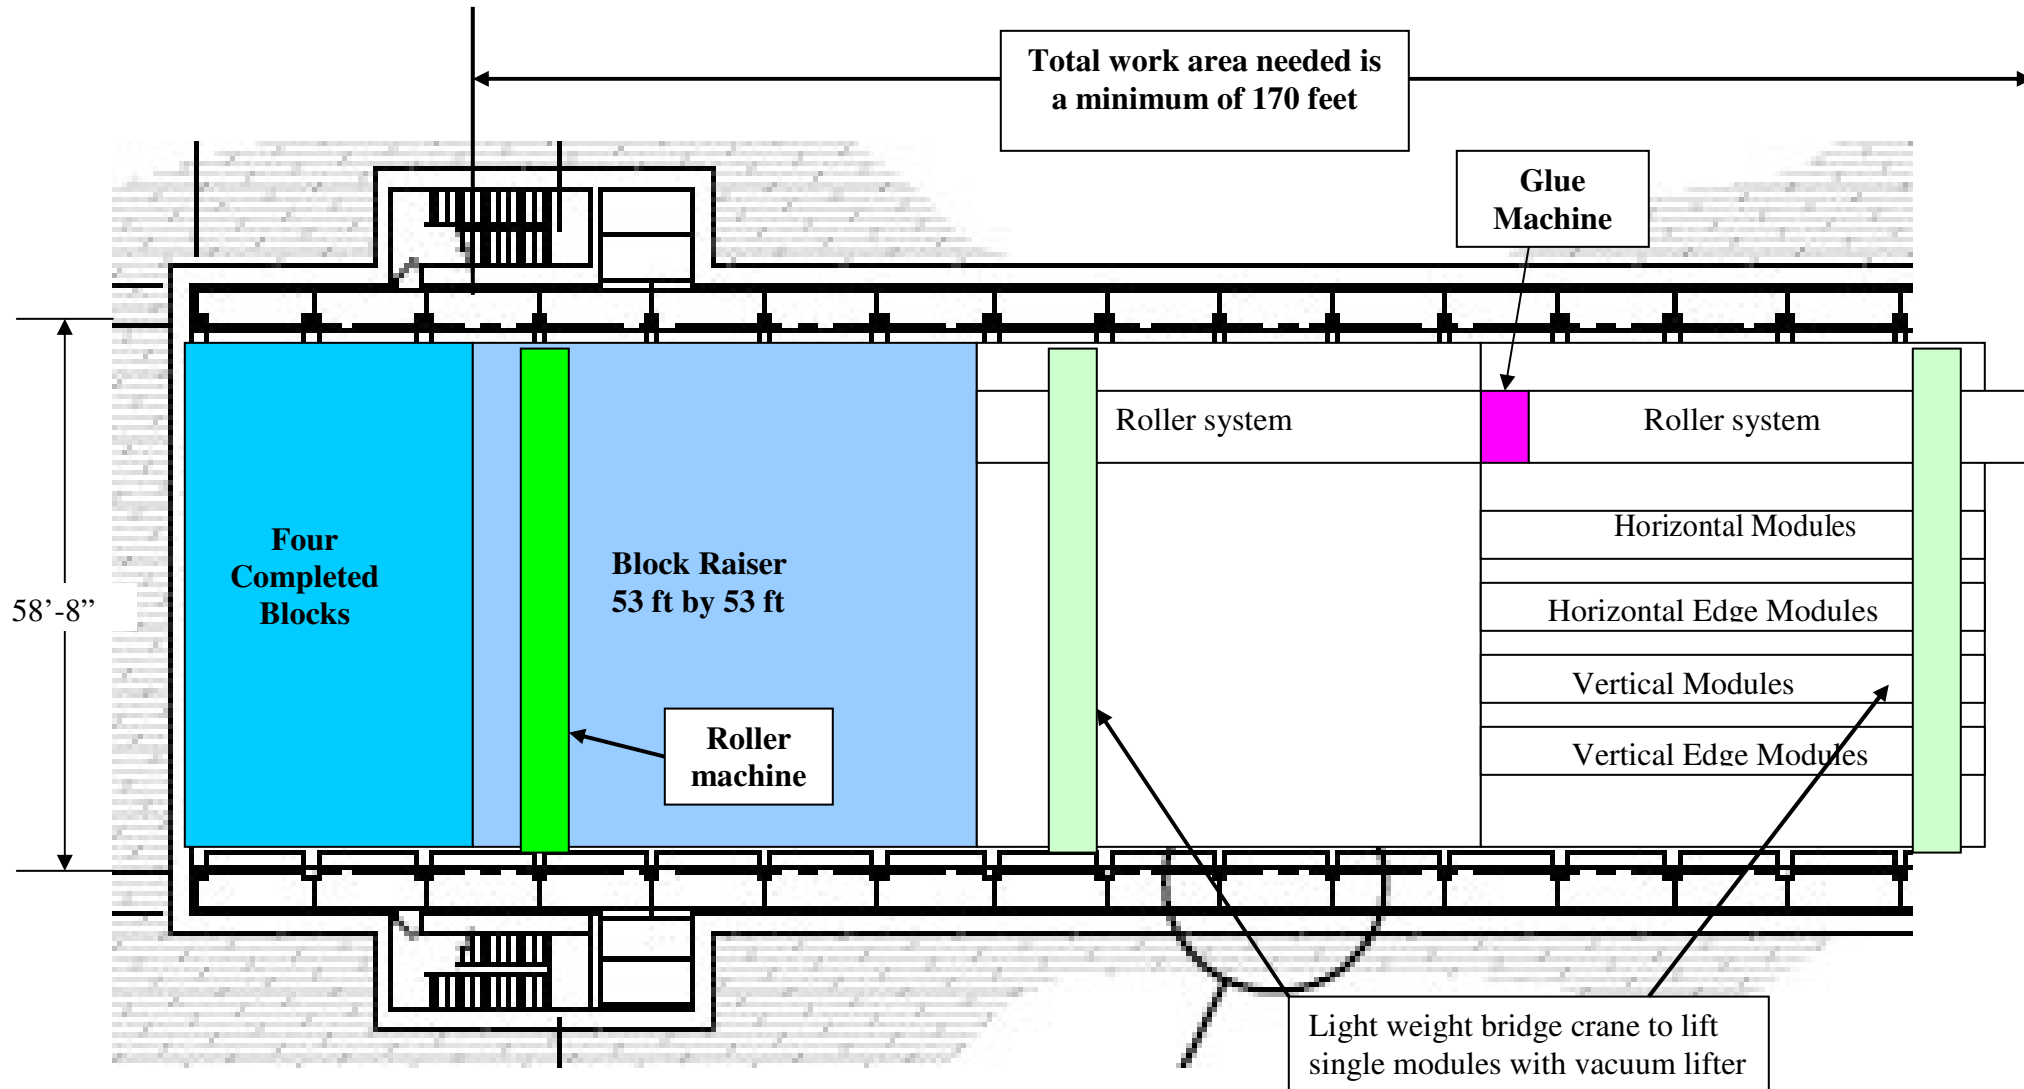 Total work area needed is
a minimum of 170 feet
Glue
Machine
Roller system
Roller system
Four
Completed
Blocks
Block Raiser
53 ft by 53 ft
Horizontal Modules
Horizontal Edge Modules
Vertical Modules
Vertical Edge Modules
58’-8”
Roller
machine
Light weight bridge crane to lift
single modules with vacuum lifter